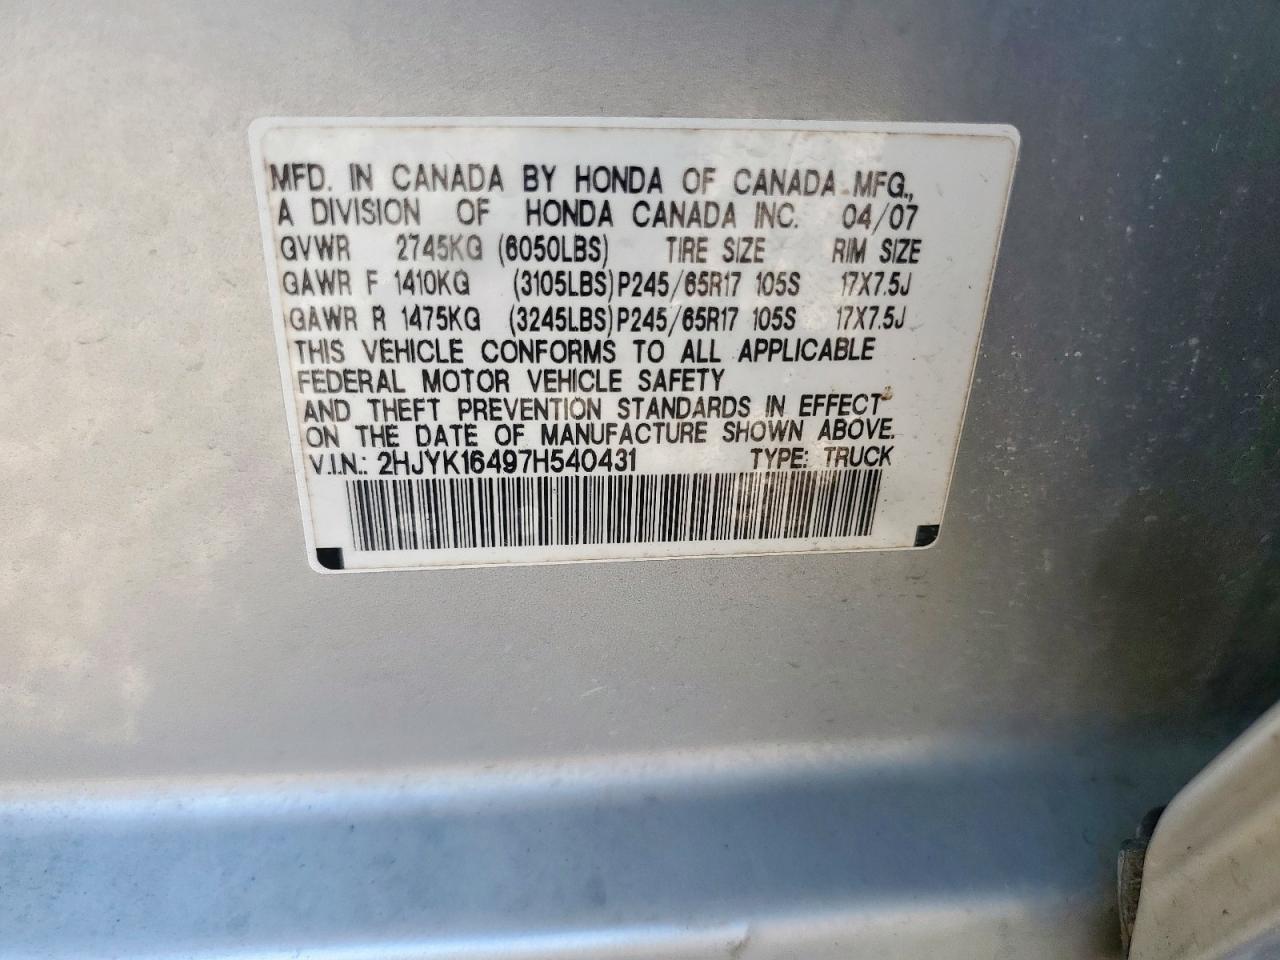 MFD. IN CANADA BY HONDA OF CANADA MFG.,
A DIVISION OF HONDA CANADA INC. 04/07
GVWR 2745KG (6050LBS) TIRE SIZE RIM SIZE
GAWR F 1410KG (3105LBS) P245/65R17 105S 17X7.5J
GAWR R 1475KG (3245LBS) P245/65R17 105S 17X7.5J
THIS VEHICLE CONFORMS TO ALL APPLICABLE
FEDERAL MOTOR VEHICLE SAFETY
AND THEFT PREVENTION STANDARDS IN EFFECT
ON THE DATE OF MANUFACTURE SHOWN ABOVE.
V.I.N.: 2HJYK16497H540431 TYPE: TRUCK